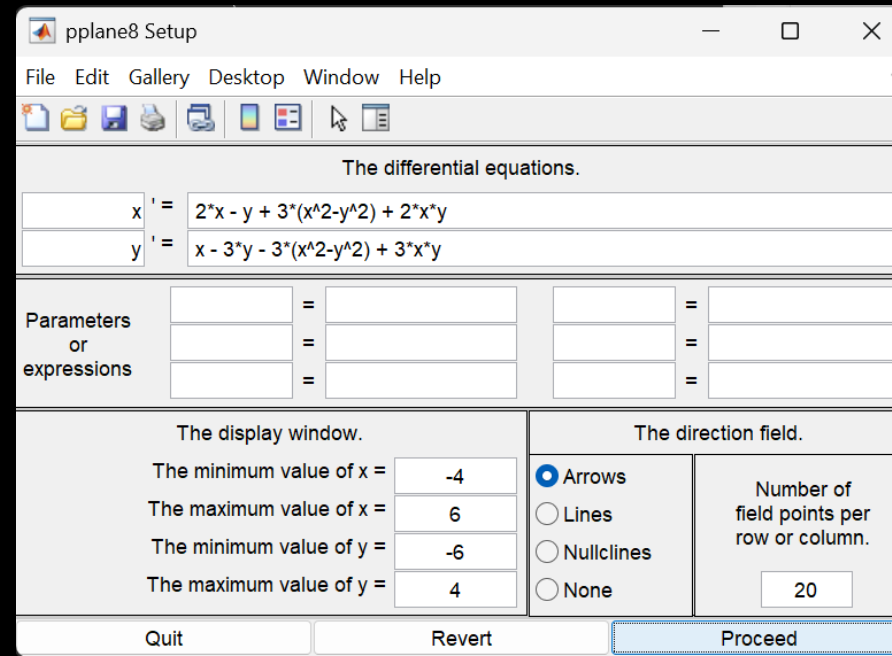 pplane8 Setup
File Edit Gallery Desktop Window Help
The differential equations.
x ' = 2*x - y + 3*(x^2-y^2) + 2*x*y
y ' = x - 3*y - 3*(x^2-y^2) + 3*x*y
Parameters
or
expressions
= =
= =
= =
The display window.
The minimum value of x = -4
The maximum value of x = 6
The minimum value of y = -6
The maximum value of y = 4
The direction field.
Arrows
Lines
Nullclines
None
Number of
field points per
row or column.
20
Quit Revert Proceed